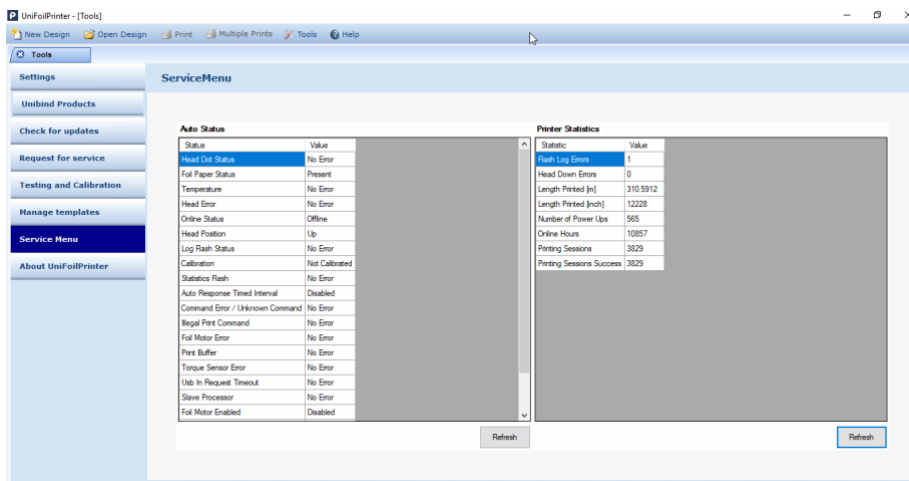 UniFoilPrinter - [Tools]
New Design Open Design Print Multiple Prints Tools Help
Tools
Settings
Unibind Products
Check for updates
Request for service
Testing and Calibration
Manage templates
Service Menu
About UniFoilPrinter
ServiceMenu
Auto Status
Status Value
Head Dot Status No Error
Foil Paper Status Present
Temperature No Error
Head Error No Error
Online Status Offline
Head Position Up
Log Flash Status No Error
Calibration Not Calibrated
Statistics Flash No Error
Auto Response Timed Interval Disabled
Command Error / Unknown Command No Error
Illegal Print Command No Error
Foil Motor Error No Error
Print Buffer No Error
Torque Sensor Error No Error
Usb In Request Timeout No Error
Slave Processor No Error
Foil Motor Enabled Disabled
Refresh
Printer Statistics
Statistic Value
Flash Log Errors 1
Head Down Errors 0
Length Printed [m] 310.5912
Length Printed [inch] 12228
Number of Power Ups 565
Online Hours 10857
Printing Sessions 3829
Printing Sessions Success 3829
Refresh